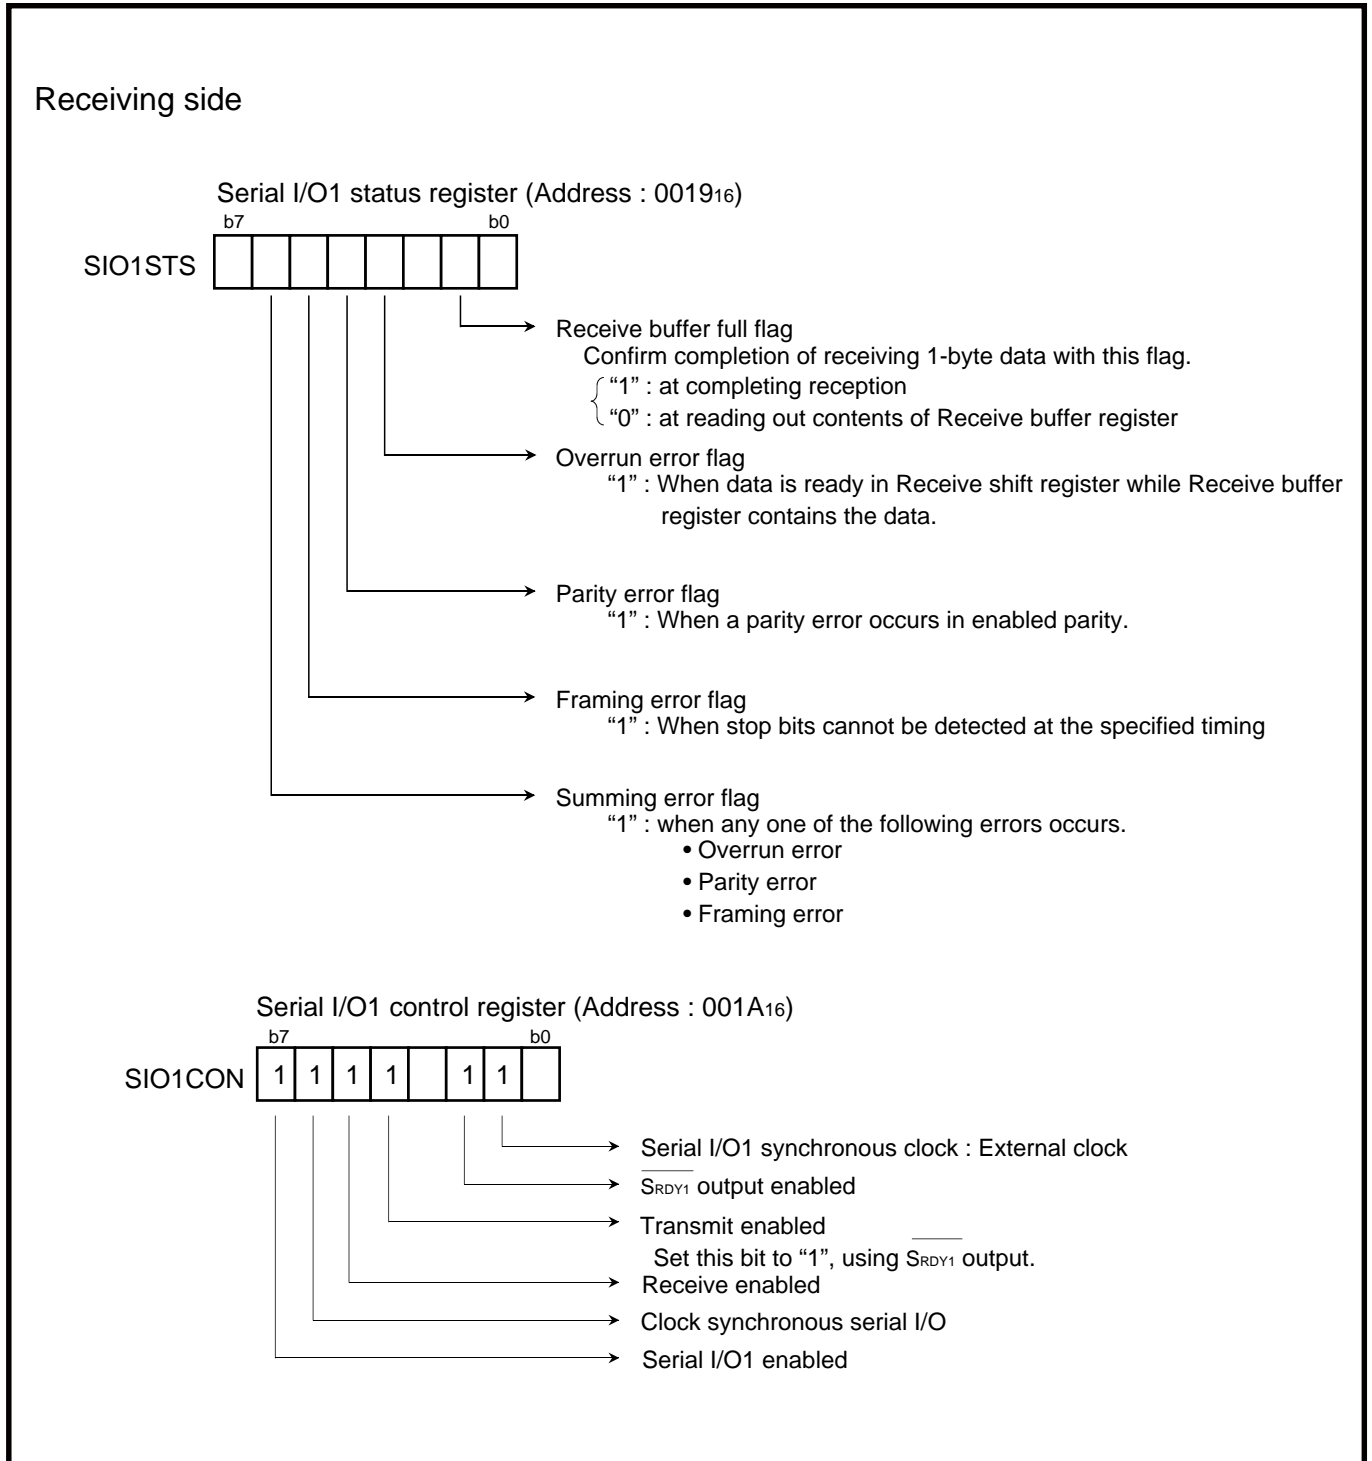 Receiving side
Serial I/O1 status register (Address : 001916)
b7 b0
SIO1STS
Receive buffer full flag
Confirm completion of receiving 1-byte data with this flag.
“1” : at completing reception
“0” : at reading out contents of Receive buffer register
Overrun error flag
“1” : When data is ready in Receive shift register while Receive buffer
register contains the data.
Parity error flag
“1” : When a parity error occurs in enabled parity.
Framing error flag
“1” : When stop bits cannot be detected at the specified timing
Summing error flag
“1” : when any one of the following errors occurs.
• Overrun error
• Parity error
• Framing error
Serial I/O1 control register (Address : 001A16)
b7 b0
SIO1CON 1 1 1 1 1 1
Serial I/O1 synchronous clock : External clock
SRDY1 output enabled
Transmit enabled
Set this bit to “1”, using SRDY1 output.
Receive enabled
Clock synchronous serial I/O
Serial I/O1 enabled